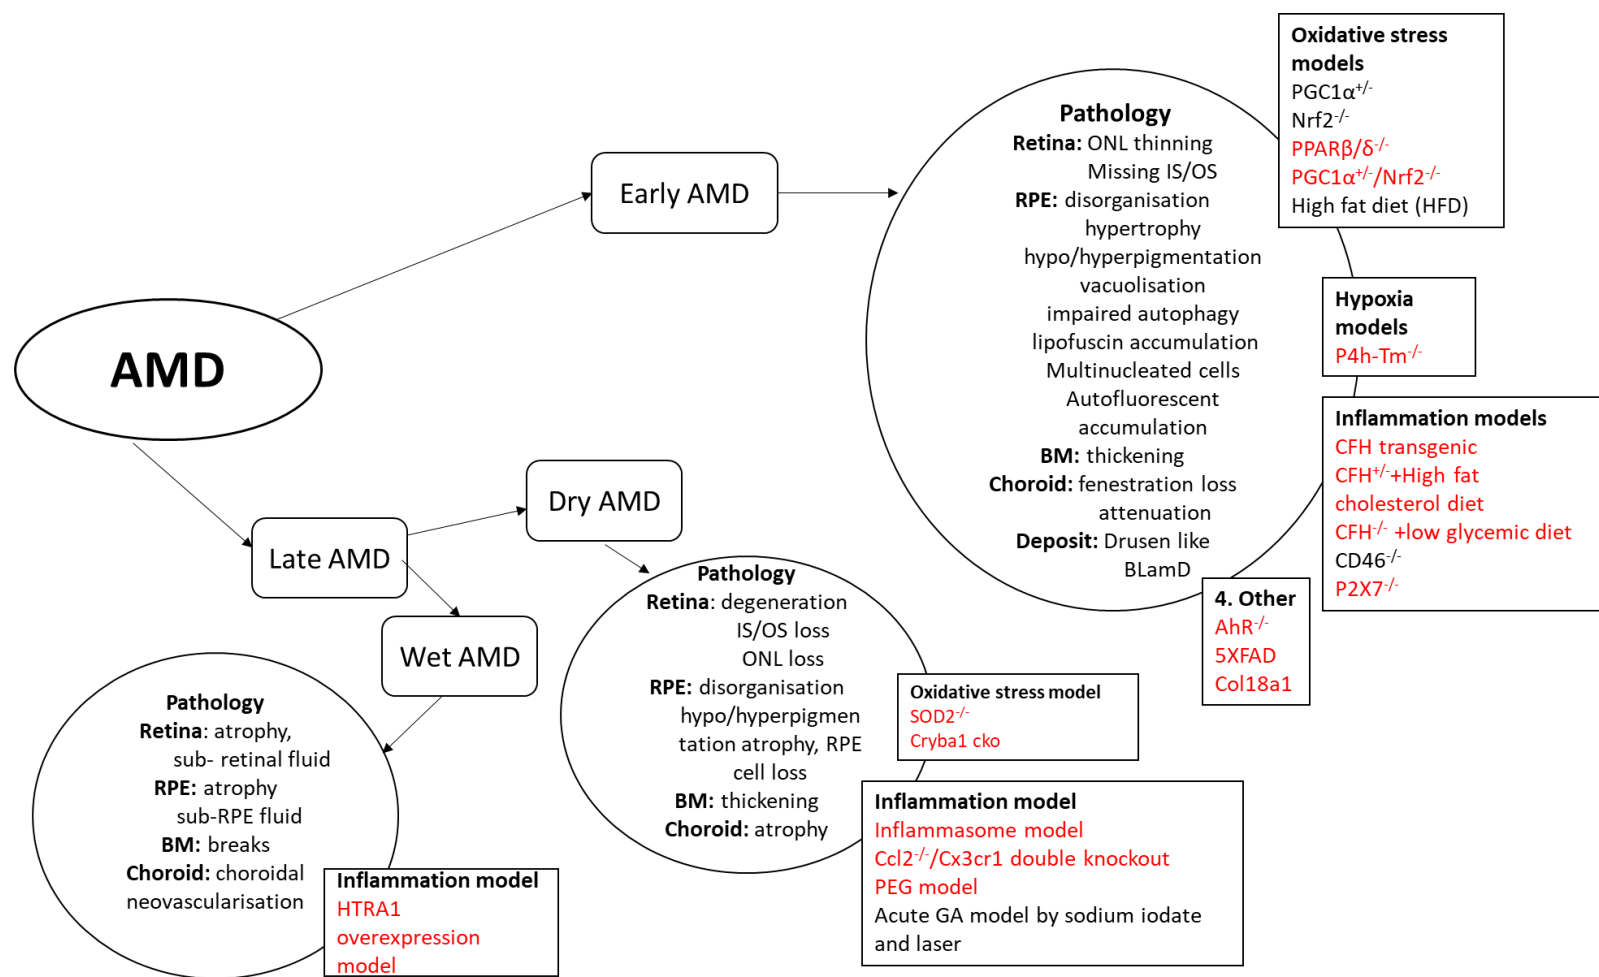 AMD
Early AMD
Pathology
Retina: ONL thinning
Missing IS/OS
RPE: disorganisation
hypertrophy
hypo/hyperpigmentation
vacuolisation
impaired autophagy
lipofuscin accumulation
Multinucleated cells
Autofluorescent
accumulation
BM: thickening
Choroid: fenestration loss
attenuation
Deposit: Drusen like
BLamD
Oxidative stress
models
PGC1α+/-
Nrf2-/-
PPARβ/δ-/-
PGC1α+/-/Nrf2-/-
High fat diet (HFD)
Hypoxia
models
P4h-Tm-/-
Inflammation models
CFH transgenic
CFH+/-+High fat
cholesterol diet
CFH-/- +low glycemic diet
CD46-/-
P2X7-/-
4. Other
AhR-/-
5XFAD
Col18a1
Late AMD
Dry AMD
Pathology
Retina: degeneration
IS/OS loss
ONL loss
RPE: disorganisation
hypo/hyperpigmen
tation atrophy, RPE
cell loss
BM: thickening
Choroid: atrophy
Oxidative stress model
SOD2-/-
Cryba1 cko
Inflammation model
Inflammasome model
Ccl2-/-/Cx3cr1 double knockout
PEG model
Acute GA model by sodium iodate
and laser
Wet AMD
Pathology
Retina: atrophy,
sub- retinal fluid
RPE: atrophy
sub-RPE fluid
BM: breaks
Choroid: choroidal
neovascularisation
Inflammation model
HTRA1
overexpression
model